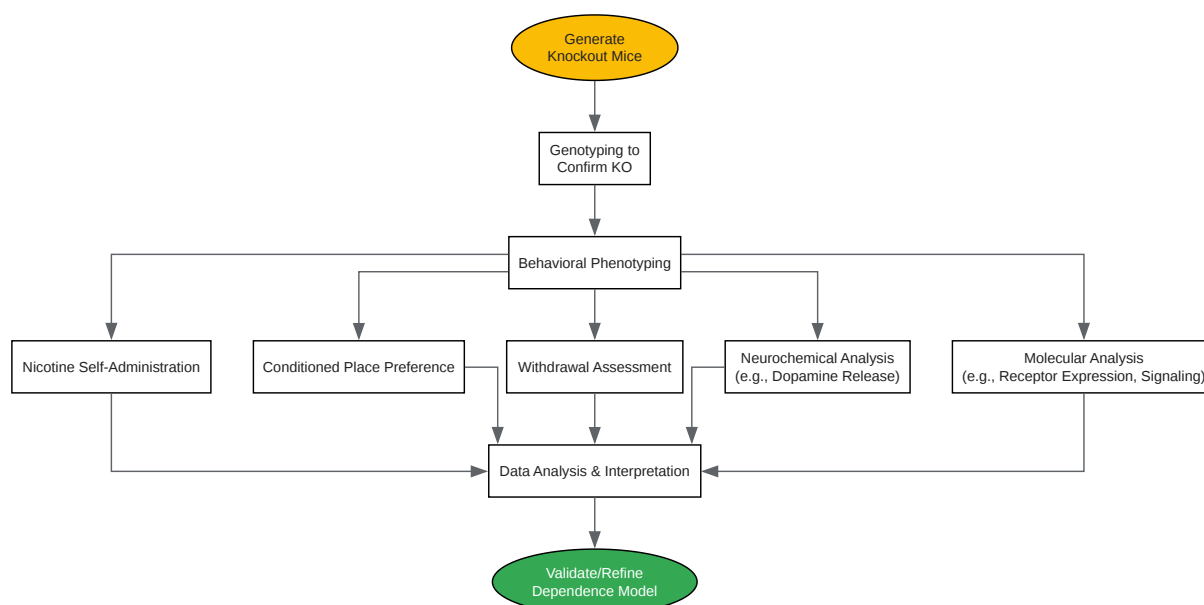 Generate
Knockout Mice
Genotyping to
Confirm KO
Behavioral Phenotyping
Nicotine Self-Administration
Conditioned Place Preference
Withdrawal Assessment
Neurochemical Analysis
(e.g., Dopamine Release)
Molecular Analysis
(e.g., Receptor Expression, Signaling)
Data Analysis & Interpretation
Validate/Refine
Dependence Model